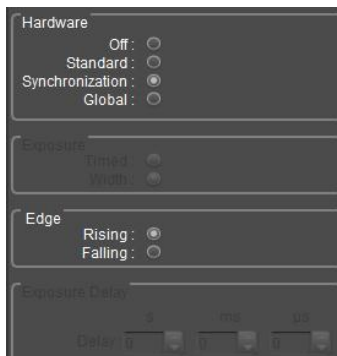 Hardware
Off :
Standard :
Synchronization :
Global :
Exposure
Timed :
Width :
Edge
Rising :
Falling :
Exposure Delay
s ms µs
Delay: 0 0 0